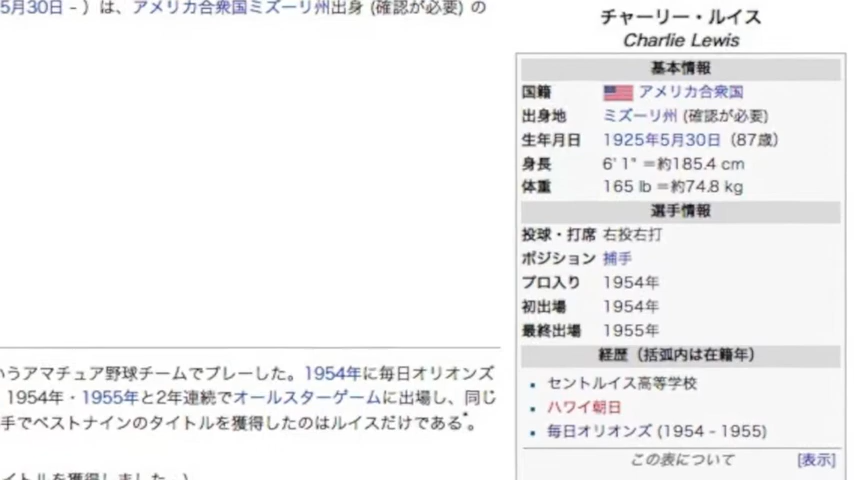 5月30日 - ）は、アメリカ合衆国ミズーリ州出身 (確認が必要) の
いうアマチュア野球チームでプレーした。1954年に毎日オリオンズ
1954年・1955年と2年連続でオールスターゲームに出場し、同じ
手でベストナインのタイトルを獲得したのはルイスだけである*。
イトルを獲得しました。)
チャーリー・ルイス
Charlie Lewis
基本情報
国籍 アメリカ合衆国
出身地 ミズーリ州 (確認が必要)
生年月日 1925年5月30日（87歳）
身長 6' 1" =約185.4 cm
体重 165 lb =約74.8 kg
選手情報
投球・打席 右投右打
ポジション 捕手
プロ入り 1954年
初出場 1954年
最終出場 1955年
経歴（括弧内は在籍年）
セントルイス高等学校
ハワイ朝日
毎日オリオンズ (1954 - 1955)
この表について [表示]